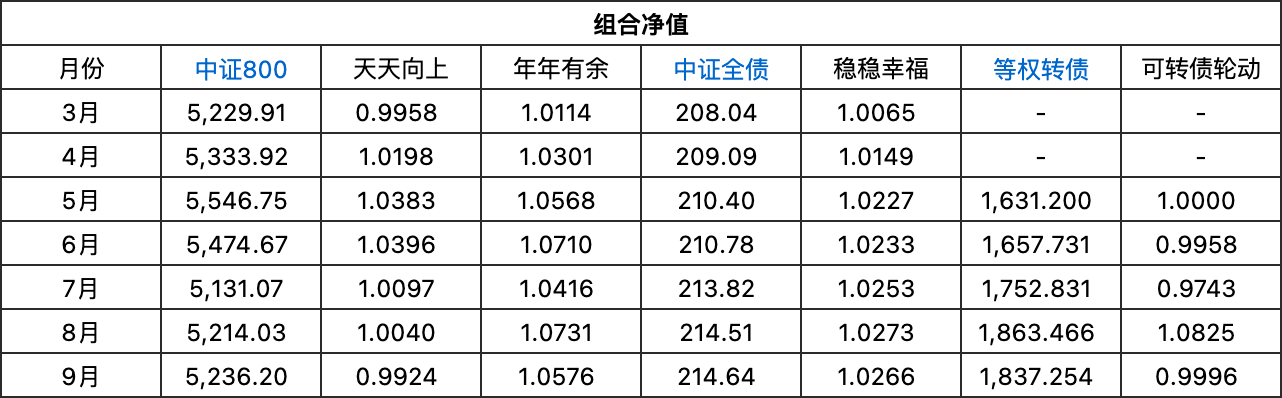 组合净值
月份 中证800 天天向上 年年有余 中证全债 稳稳幸福 等权转债 可转债轮动
3月 5,229.91 0.9958 1.0114 208.04 1.0065 - -
4月 5,333.92 1.0198 1.0301 209.09 1.0149 - -
5月 5,546.75 1.0383 1.0568 210.40 1.0227 1,631.200 1.0000
6月 5,474.67 1.0396 1.0710 210.78 1.0233 1,657.731 0.9958
7月 5,131.07 1.0097 1.0416 213.82 1.0253 1,752.831 0.9743
8月 5,214.03 1.0040 1.0731 214.51 1.0273 1,863.466 1.0825
9月 5,236.20 0.9924 1.0576 214.64 1.0266 1,837.254 0.9996